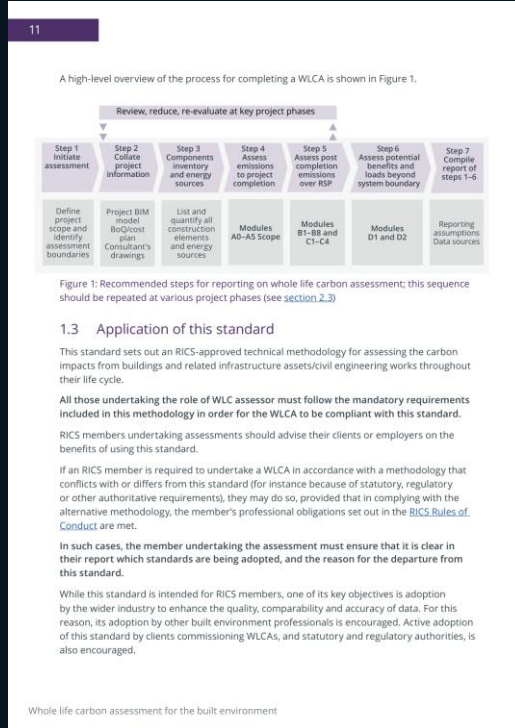 11
A high-level overview of the process for completing a WLCA is shown in Figure 1.
Review, reduce, re-evaluate at key project phases
Step 1
Initiate
assessment
Step 2
Collate
project
information
Step 3
Components
inventory
and energy
sources
Step 4
Assess
emissions
to project
completion
Step 5
Assess post
completion
emissions
over RSP
Step 6
Assess potential
benefits and
loads beyond
system boundary
Step 7
Compile
report of
steps 1–6
Define
project
scope and
identify
assessment
boundaries
Project BIM
model
BoQ/cost
plan
Consultant's
drawings
List and
quantify all
construction
elements
and energy
sources
Modules
A0–A5 Scope
Modules
B1–B8 and
C1–C4
Modules
D1 and D2
Reporting
assumptions
Data sources
Figure 1: Recommended steps for reporting on whole life carbon assessment; this sequence
should be repeated at various project phases (see section 2.3)
1.3 Application of this standard
This standard sets out an RICS-approved technical methodology for assessing the carbon
impacts from buildings and related infrastructure assets/civil engineering works throughout
their life cycle.
All those undertaking the role of WLC assessor must follow the mandatory requirements
included in this methodology in order for the WLCA to be compliant with this standard.
RICS members undertaking assessments should advise their clients or employers on the
benefits of using this standard.
If an RICS member is required to undertake a WLCA in accordance with a methodology that
conflicts with or differs from this standard (for instance because of statutory, regulatory
or other authoritative requirements), they may do so, provided that in complying with the
alternative methodology, the member's professional obligations set out in the RICS Rules of
Conduct are met.
In such cases, the member undertaking the assessment must ensure that it is clear in
their report which standards are being adopted, and the reason for the departure from
this standard.
While this standard is intended for RICS members, one of its key objectives is adoption
by the wider industry to enhance the quality, comparability and accuracy of data. For this
reason, its adoption by other built environment professionals is encouraged. Active adoption
of this standard by clients commissioning WLCAs, and statutory and regulatory authorities, is
also encouraged.
Whole life carbon assessment for the built environment